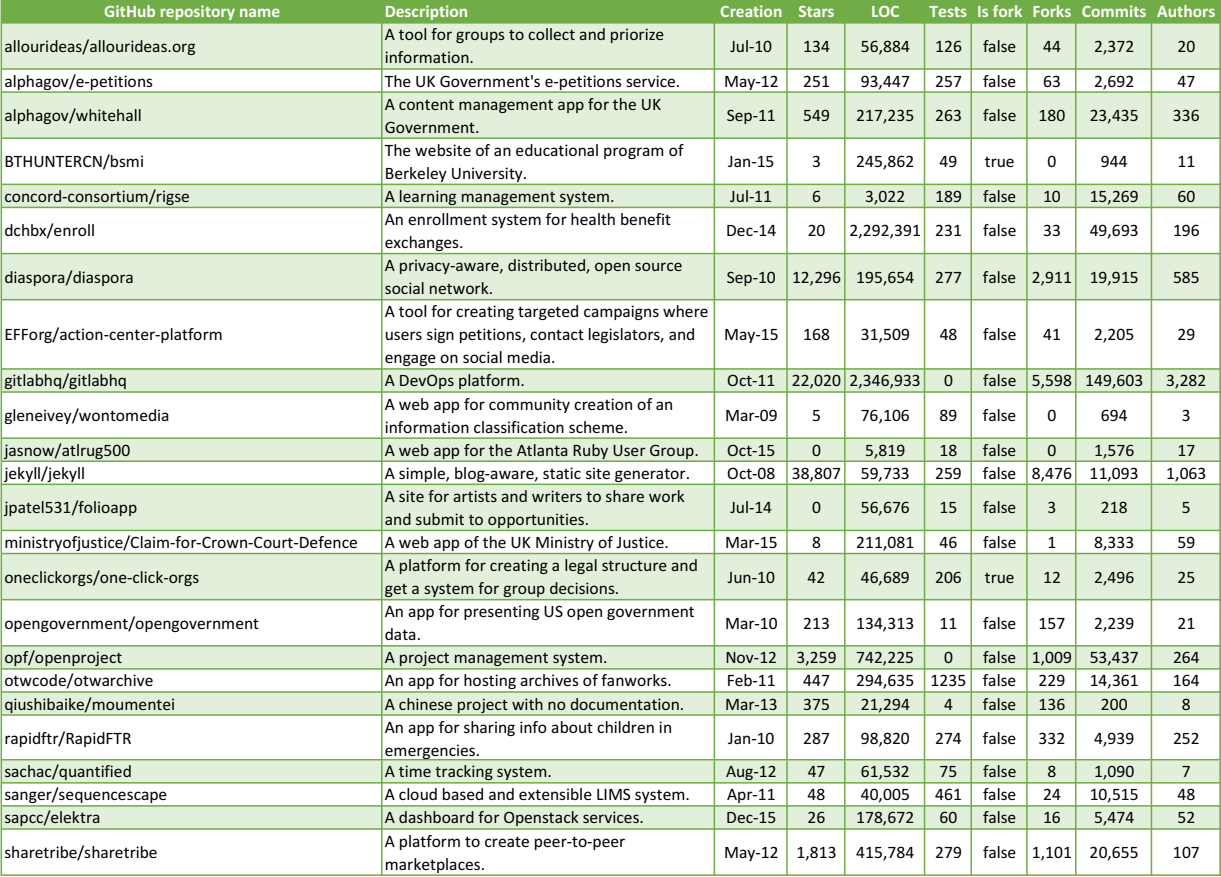 GitHub repository name Description Creation Stars LOC Tests Is fork Forks Commits Authors
allourideas/allourideas.org A tool for groups to collect and priorize information. Jul-10 134 56,884 126 false 44 2,372 20
alphagov/e-petitions The UK Government's e-petitions service. May-12 251 93,447 257 false 63 2,692 47
alphagov/whitehall A content management app for the UK Government. Sep-11 549 217,235 263 false 180 23,435 336
BTHUNTERCN/bsmi The website of an educational program of Berkeley University. Jan-15 3 245,862 49 true 0 944 11
concord-consortium/rigse A learning management system. Jul-11 6 3,022 189 false 10 15,269 60
dchbx/enroll An enrollment system for health benefit exchanges. Dec-14 20 2,292,391 231 false 33 49,693 196
diaspora/diaspora A privacy-aware, distributed, open source social network. Sep-10 12,296 195,654 277 false 2,911 19,915 585
EFForg/action-center-platform A tool for creating targeted campaigns where users sign petitions, contact legislators, and engage on social media. May-15 168 31,509 48 false 41 2,205 29
gitlabhq/gitlabhq A DevOps platform. Oct-11 22,020 2,346,933 0 false 5,598 149,603 3,282
gleneivey/wontomedia A web app for community creation of an information classification scheme. Mar-09 5 76,106 89 false 0 694 3
jasnow/atlrug500 A web app for the Atlanta Ruby User Group. Oct-15 0 5,819 18 false 0 1,576 17
jekyll/jekyll A simple, blog-aware, static site generator. Oct-08 38,807 59,733 259 false 8,476 11,093 1,063
jpatel531/folioapp A site for artists and writers to share work and submit to opportunities. Jul-14 0 56,676 15 false 3 218 5
ministryofjustice/Claim-for-Crown-Court-Defence A web app of the UK Ministry of Justice. Mar-15 8 211,081 46 false 1 8,333 59
oneclickorgs/one-click-orgs A platform for creating a legal structure and get a system for group decisions. Jun-10 42 46,689 206 true 12 2,496 25
opengovernment/opengovernment An app for presenting US open government data. Mar-10 213 134,313 11 false 157 2,239 21
opf/openproject A project management system. Nov-12 3,259 742,225 0 false 1,009 53,437 264
otwcode/otwarchive An app for hosting archives of fanworks. Feb-11 447 294,635 1235 false 229 14,361 164
qiushibaike/moumentei A chinese project with no documentation. Mar-13 375 21,294 4 false 136 200 8
rapidftr/RapidFTR An app for sharing info about children in emergencies. Jan-10 287 98,820 274 false 332 4,939 252
sachac/quantified A time tracking system. Aug-12 47 61,532 75 false 8 1,090 7
sanger/sequencescape A cloud based and extensible LIMS system. Apr-11 48 40,005 461 false 24 10,515 48
sapcc/elektra A dashboard for Openstack services. Dec-15 26 178,672 60 false 16 5,474 52
sharetribe/sharetribe A platform to create peer-to-peer marketplaces. May-12 1,813 415,784 279 false 1,101 20,655 107